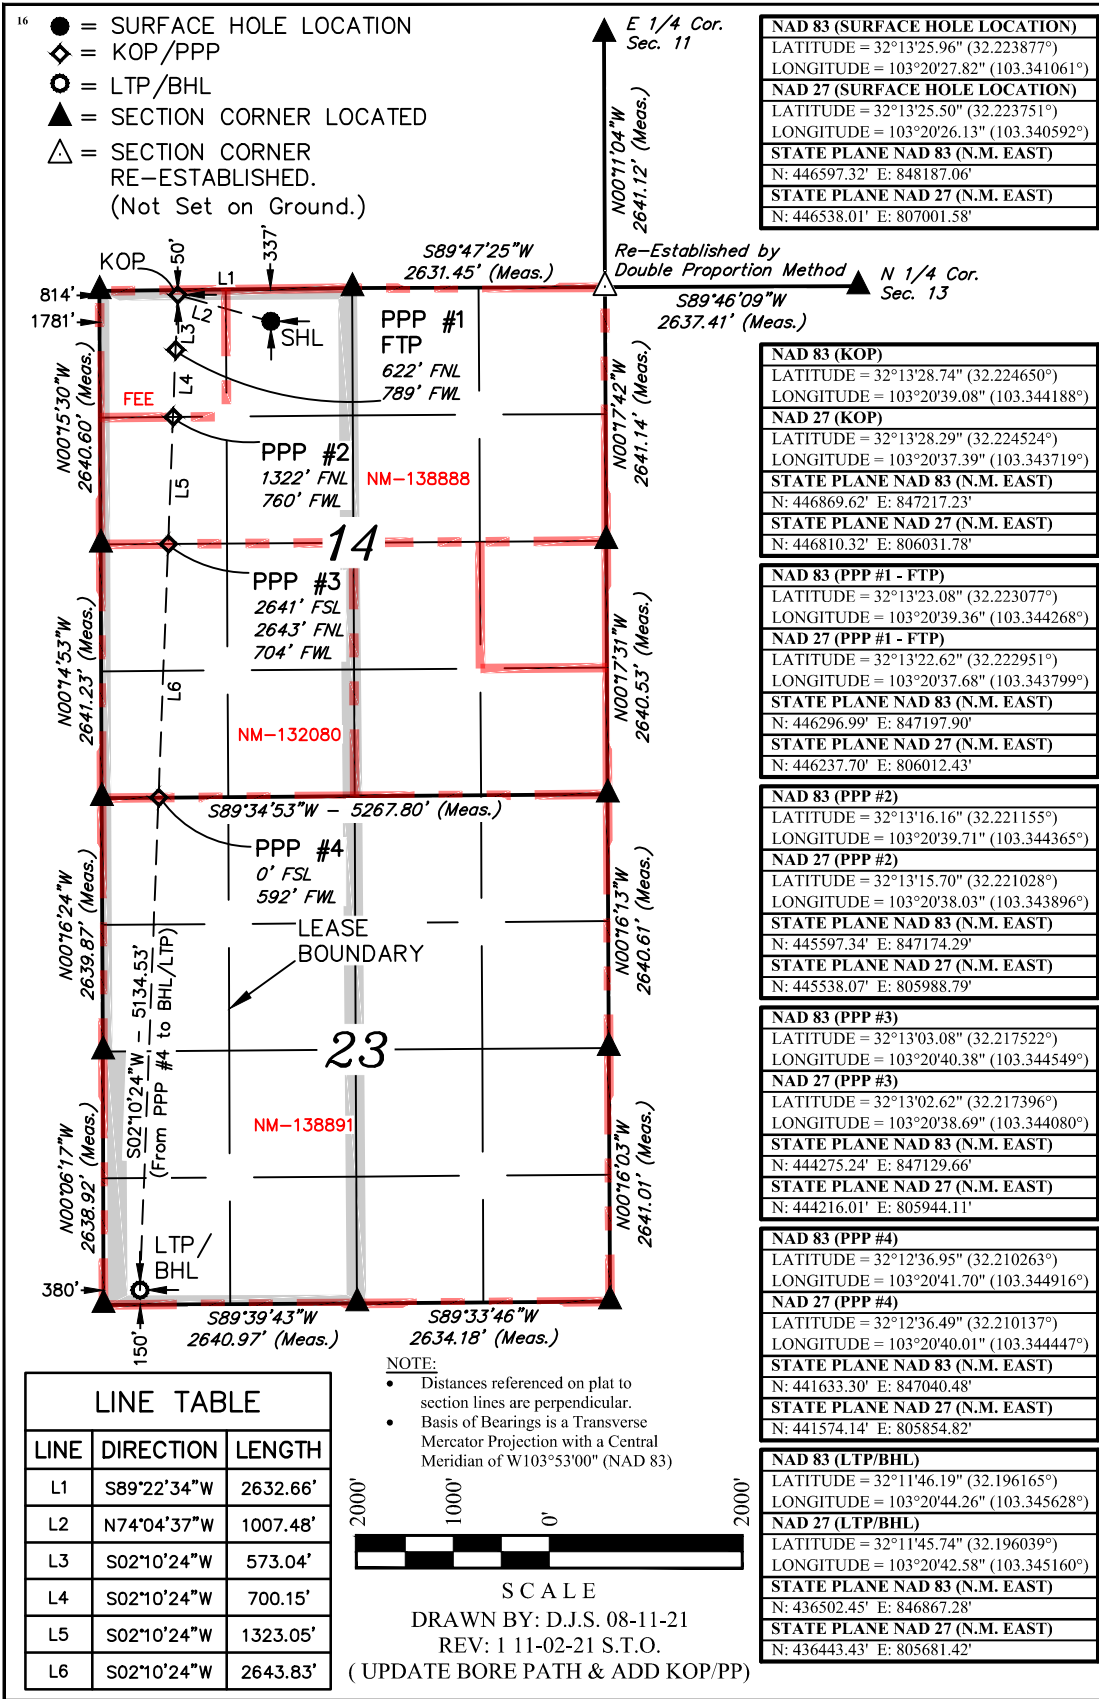 16
● = SURFACE HOLE LOCATION
◇ = KOP/PPP
○ = LTP/BHL
▲ = SECTION CORNER LOCATED
△ = SECTION CORNER
RE-ESTABLISHED.
(Not Set on Ground.)
E 1/4 Cor.
Sec. 11
N00°11'04"W
2641.12' (Meas.)
KOP
50'
L1
337'
S89°47'25"W
2631.45' (Meas.)
Re-Established by
Double Proportion Method
N 1/4 Cor.
Sec. 13
S89°46'09"W
2637.41' (Meas.)
814'
1781'
L2
SHL
L3
L4
PPP #1
FTP
622' FNL
789' FWL
FEE
N00°15'30"W
2640.60' (Meas.)
N00°17'42"W
2641.14' (Meas.)
PPP #2
1322' FNL
760' FWL
NM-138888
L5
14
PPP #3
2641' FSL
2643' FNL
704' FWL
N00°14'53"W
2641.23' (Meas.)
N00°17'31"W
2640.53' (Meas.)
L6
NM-132080
S89°34'53"W - 5267.80' (Meas.)
PPP #4
0' FSL
592' FWL
LEASE
BOUNDARY
N00°16'24"W
2639.87' (Meas.)
N00°16'13"W
2640.61' (Meas.)
S02°10'24"W - 5134.53'
(From PPP #4 to BHL/LTP)
23
NM-138891
N00°06'17"W
2638.92' (Meas.)
N00°16'03"W
2641.01' (Meas.)
LTP/
BHL
380'
150'
S89°39'43"W
2640.97' (Meas.)
S89°33'46"W
2634.18' (Meas.)
NAD 83 (SURFACE HOLE LOCATION)
LATITUDE = 32°13'25.96" (32.223877°)
LONGITUDE = 103°20'27.82" (103.341061°)
NAD 27 (SURFACE HOLE LOCATION)
LATITUDE = 32°13'25.50" (32.223751°)
LONGITUDE = 103°20'26.13" (103.340592°)
STATE PLANE NAD 83 (N.M. EAST)
N: 446597.32' E: 848187.06'
STATE PLANE NAD 27 (N.M. EAST)
N: 446538.01' E: 807001.58'
NAD 83 (KOP)
LATITUDE = 32°13'28.74" (32.224650°)
LONGITUDE = 103°20'39.08" (103.344188°)
NAD 27 (KOP)
LATITUDE = 32°13'28.29" (32.224524°)
LONGITUDE = 103°20'37.39" (103.343719°)
STATE PLANE NAD 83 (N.M. EAST)
N: 446869.62' E: 847217.23'
STATE PLANE NAD 27 (N.M. EAST)
N: 446810.32' E: 806031.78'
NAD 83 (PPP #1 - FTP)
LATITUDE = 32°13'23.08" (32.223077°)
LONGITUDE = 103°20'39.36" (103.344268°)
NAD 27 (PPP #1 - FTP)
LATITUDE = 32°13'22.62" (32.222951°)
LONGITUDE = 103°20'37.68" (103.343799°)
STATE PLANE NAD 83 (N.M. EAST)
N: 446296.99' E: 847197.90'
STATE PLANE NAD 27 (N.M. EAST)
N: 446237.70' E: 806012.43'
NAD 83 (PPP #2)
LATITUDE = 32°13'16.16" (32.221155°)
LONGITUDE = 103°20'39.71" (103.344365°)
NAD 27 (PPP #2)
LATITUDE = 32°13'15.70" (32.221028°)
LONGITUDE = 103°20'38.03" (103.343896°)
STATE PLANE NAD 83 (N.M. EAST)
N: 445597.34' E: 847174.29'
STATE PLANE NAD 27 (N.M. EAST)
N: 445538.07' E: 805988.79'
NAD 83 (PPP #3)
LATITUDE = 32°13'03.08" (32.217522°)
LONGITUDE = 103°20'40.38" (103.344549°)
NAD 27 (PPP #3)
LATITUDE = 32°13'02.62" (32.217396°)
LONGITUDE = 103°20'38.69" (103.344080°)
STATE PLANE NAD 83 (N.M. EAST)
N: 444275.24' E: 847129.66'
STATE PLANE NAD 27 (N.M. EAST)
N: 444216.01' E: 805944.11'
NAD 83 (PPP #4)
LATITUDE = 32°12'36.95" (32.210263°)
LONGITUDE = 103°20'41.70" (103.344916°)
NAD 27 (PPP #4)
LATITUDE = 32°12'36.49" (32.210137°)
LONGITUDE = 103°20'40.01" (103.344447°)
STATE PLANE NAD 83 (N.M. EAST)
N: 441633.30' E: 847040.48'
STATE PLANE NAD 27 (N.M. EAST)
N: 441574.14' E: 805854.82'
NAD 83 (LTP/BHL)
LATITUDE = 32°11'46.19" (32.196165°)
LONGITUDE = 103°20'44.26" (103.345628°)
NAD 27 (LTP/BHL)
LATITUDE = 32°11'45.74" (32.196039°)
LONGITUDE = 103°20'42.58" (103.345160°)
STATE PLANE NAD 83 (N.M. EAST)
N: 436502.45' E: 846867.28'
STATE PLANE NAD 27 (N.M. EAST)
N: 436443.43' E: 805681.42'
LINE TABLE
LINE DIRECTION LENGTH
L1 S89°22'34"W 2632.66'
L2 N74°04'37"W 1007.48'
L3 S02°10'24"W 573.04'
L4 S02°10'24"W 700.15'
L5 S02°10'24"W 1323.05'
L6 S02°10'24"W 2643.83'
NOTE:
• Distances referenced on plat to
section lines are perpendicular.
• Basis of Bearings is a Transverse
Mercator Projection with a Central
Meridian of W103°53'00" (NAD 83)
2000' 1000' 0' 2000'
SCALE
DRAWN BY: D.J.S. 08-11-21
REV: 1 11-02-21 S.T.O.
( UPDATE BORE PATH & ADD KOP/PP)